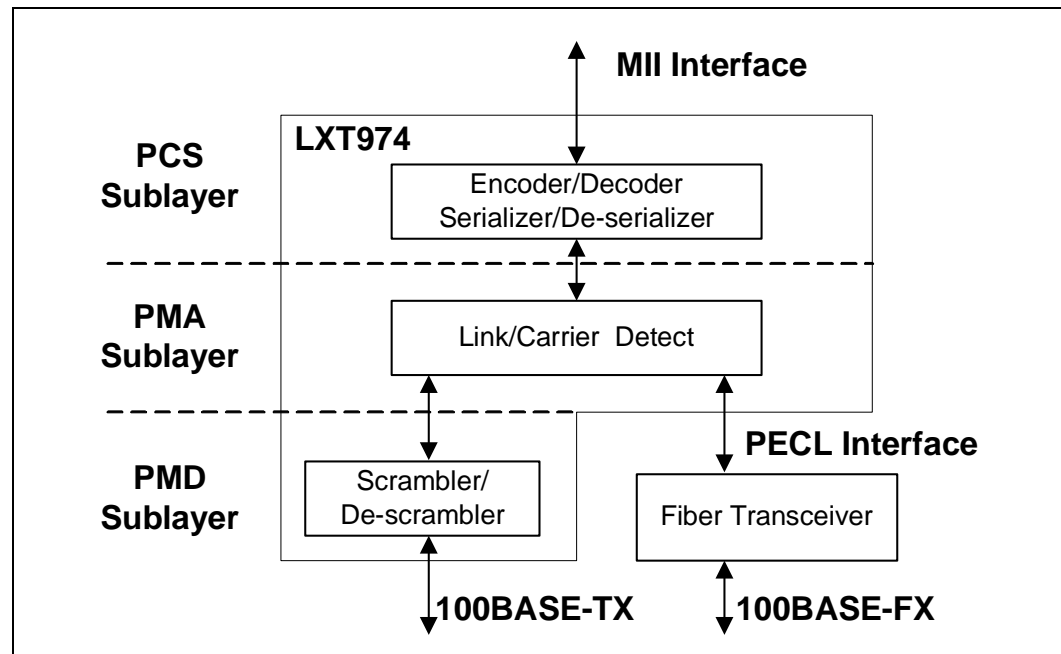 MII Interface
LXT974
PCS
Sublayer
Encoder/Decoder
Serializer/De-serializer
PMA
Sublayer
Link/Carrier Detect
PECL Interface
PMD
Sublayer
Scrambler/
De-scrambler
Fiber Transceiver
100BASE-TX
100BASE-FX